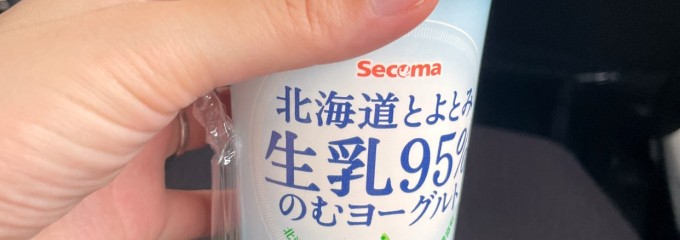 Secoma
北海道とよとみ
生乳95%
のむヨーグルト